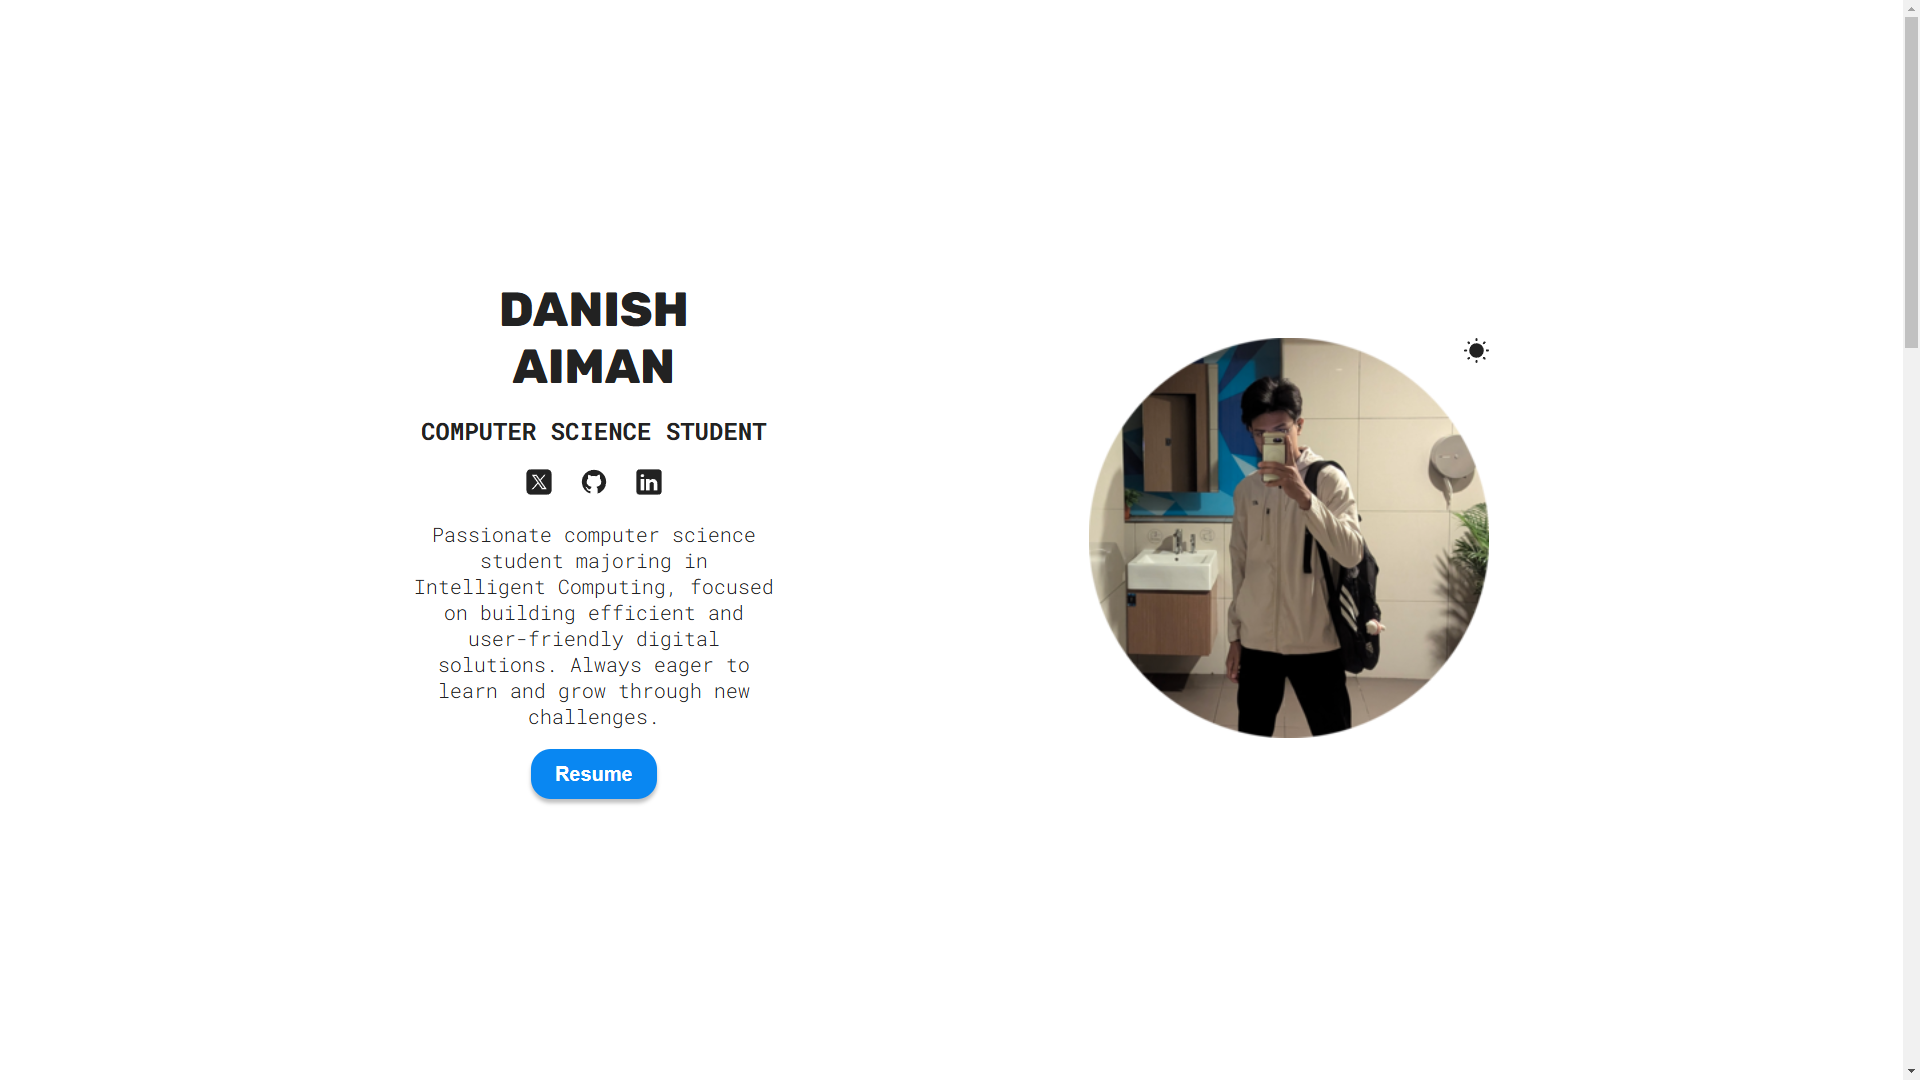 DANISH
AIMAN
COMPUTER SCIENCE STUDENT
Passionate computer science
student majoring in
Intelligent Computing, focused
on building efficient and
user-friendly digital
solutions. Always eager to
learn and grow through new
challenges.
Resume